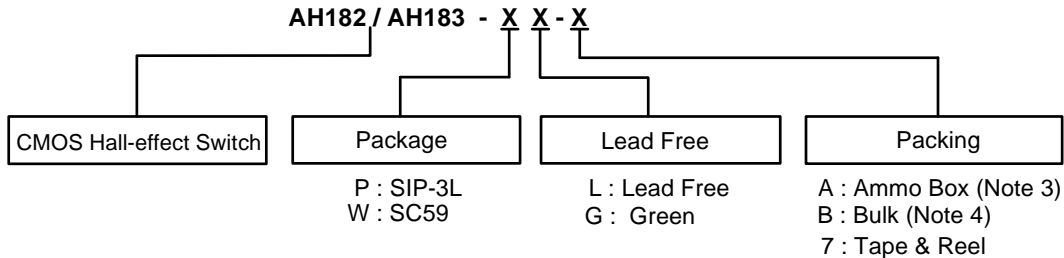 AH182 / AH183 - X X - X
CMOS Hall-effect Switch
Package
Lead Free
Packing
P : SIP-3L
W : SC59
L : Lead Free
G : Green
A : Ammo Box (Note 3)
B : Bulk (Note 4)
7 : Tape & Reel